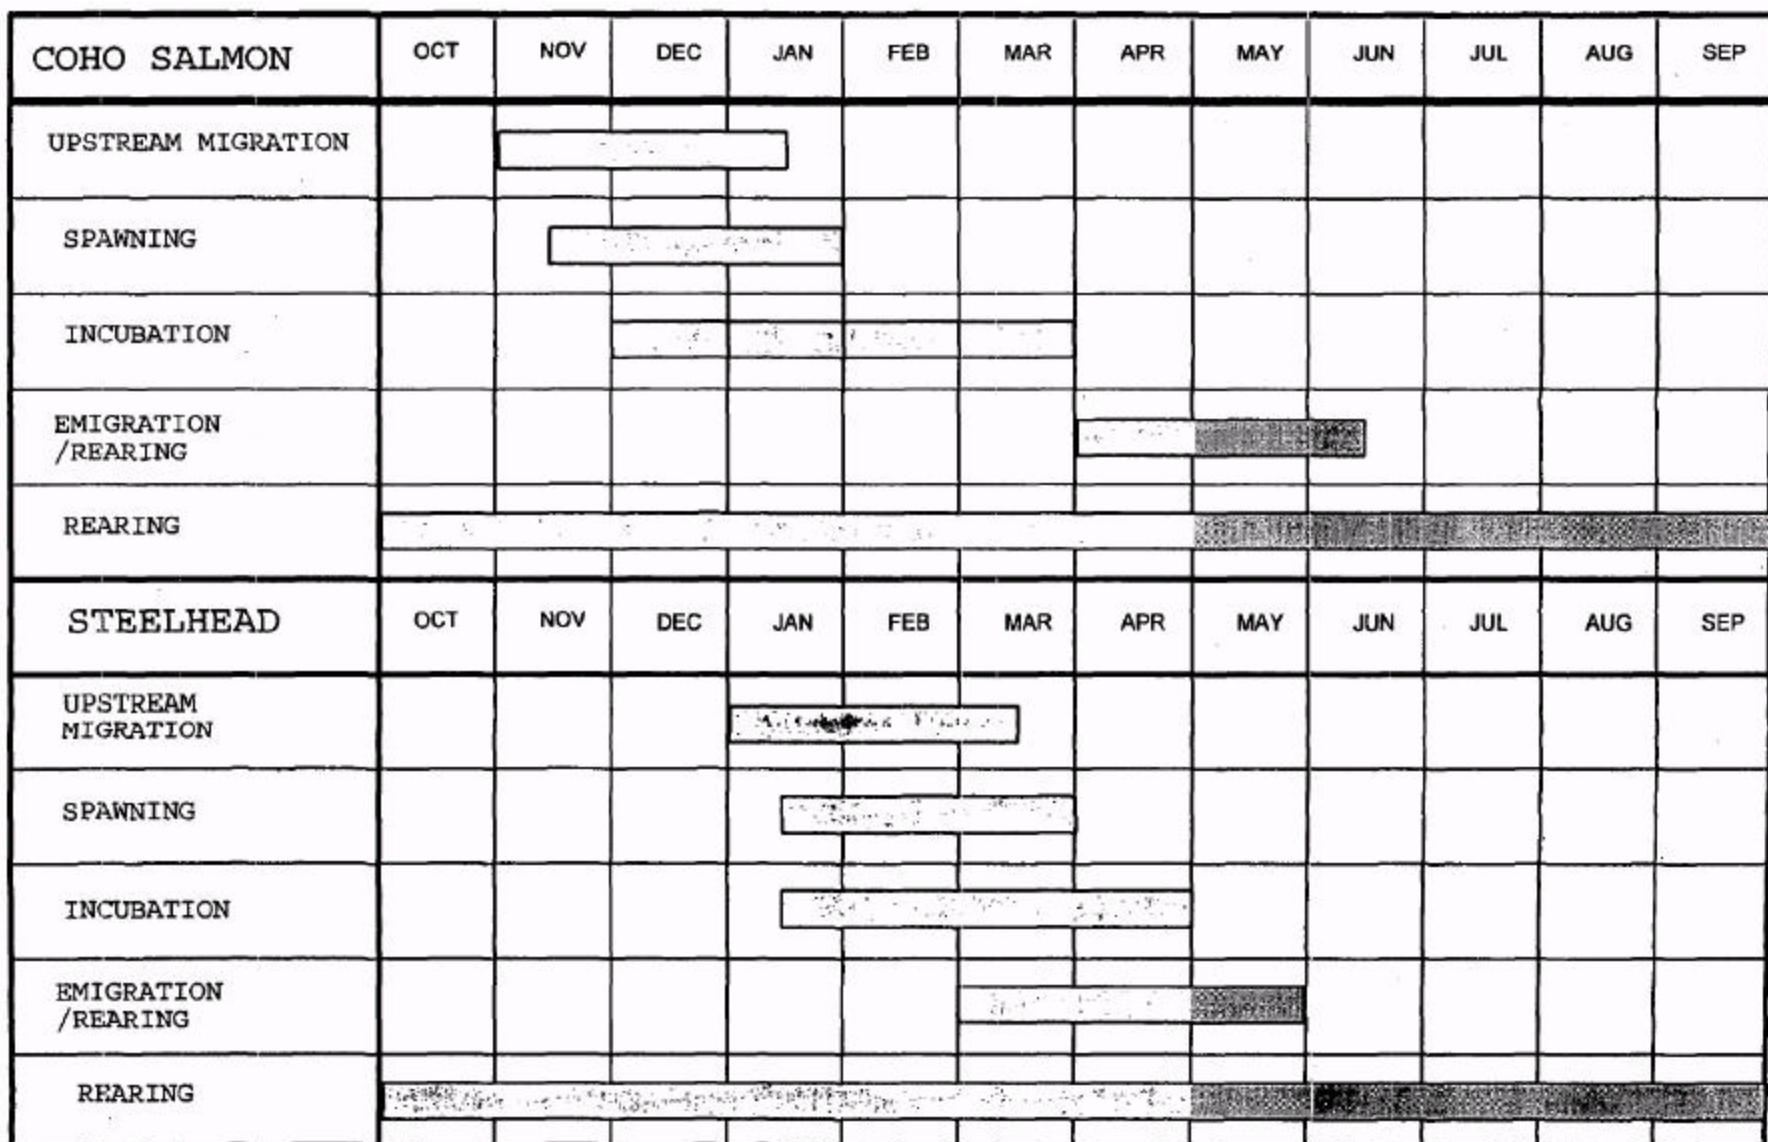 COHO SALMON OCT NOV DEC JAN FEB MAR APR MAY JUN JUL AUG SEP
UPSTREAM MIGRATION
SPAWNING
INCUBATION
EMIGRATION
/REARING
REARING
STEELHEAD OCT NOV DEC JAN FEB MAR APR MAY JUN JUL AUG SEP
UPSTREAM
MIGRATION
SPAWNING
INCUBATION
EMIGRATION
/REARING
REARING